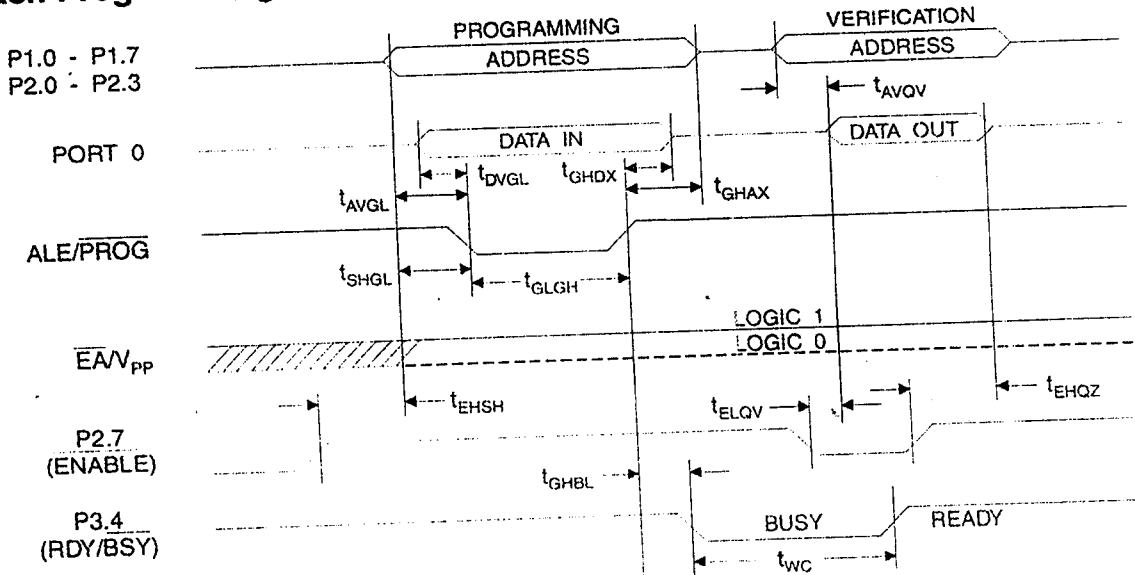 PROGRAMMING
VERIFICATION
P1.0 - P1.7
P2.0 - P2.3
ADDRESS
ADDRESS
tAVQV
PORT 0
DATA IN
DATA OUT
tDVGL
tGHDX
tAVGL
tGHAX
ALE/PROG
tSHGL
tGLGH
LOGIC 1
LOGIC 0
EA/VPP
tEHSH
tELQV
tEHQZ
P2.7
(ENABLE)
tGHBL
P3.4
(RDY/BSY)
BUSY
READY
tWC